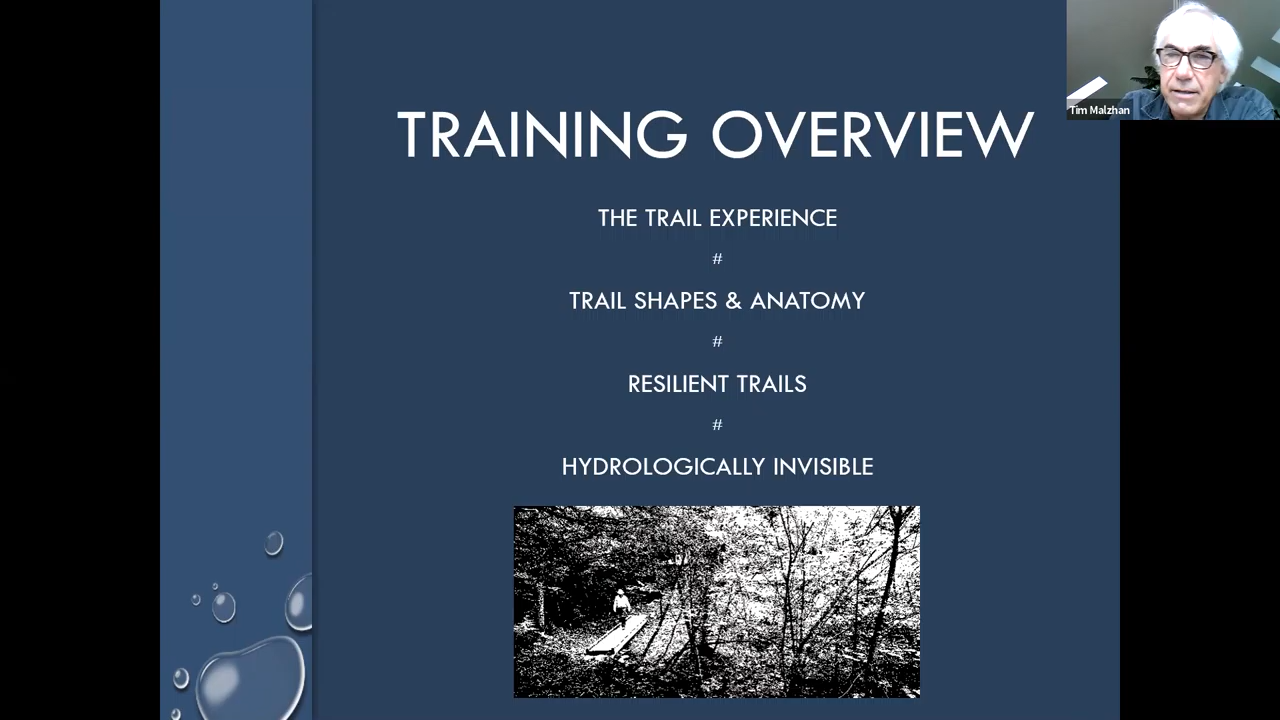 TRAINING OVERVIEW
THE TRAIL EXPERIENCE
#
TRAIL SHAPES & ANATOMY
#
RESILIENT TRAILS
#
HYDROLOGICALLY INVISIBLE
Tim Malzhan